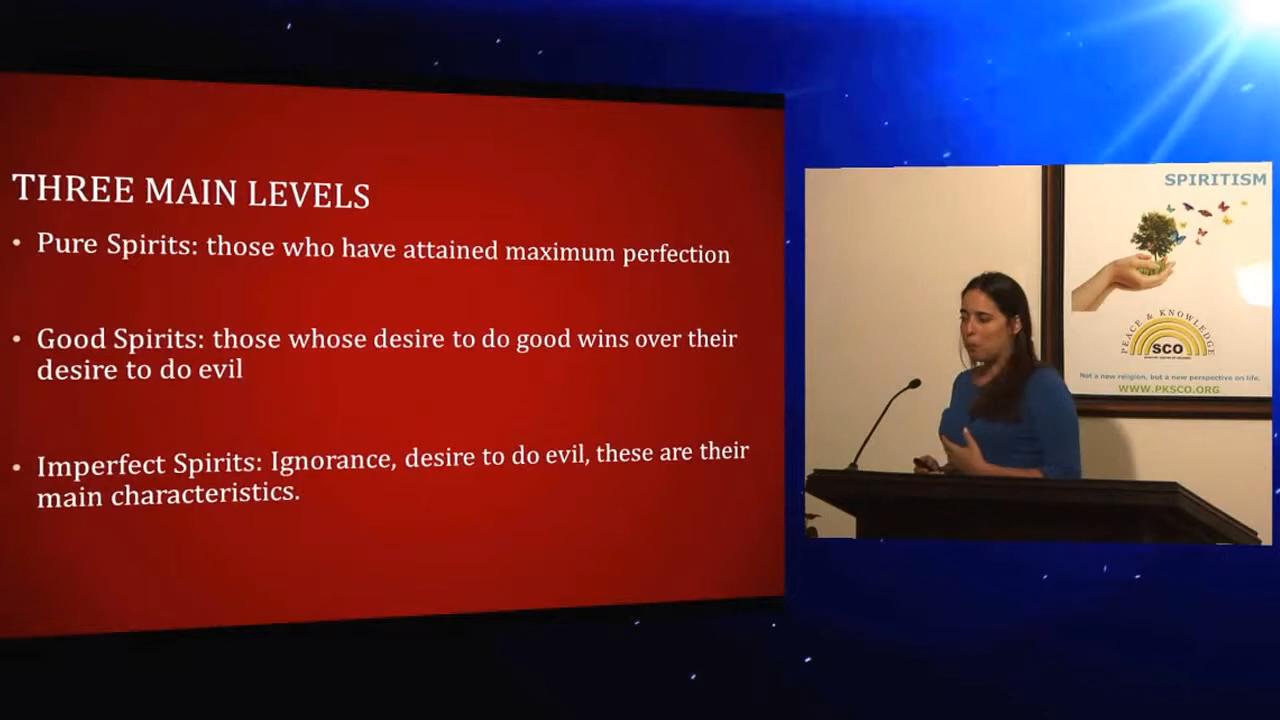 THREE MAIN LEVELS
• Pure Spirits: those who have attained maximum perfection
• Good Spirits: those whose desire to do good wins over their
desire to do evil
• Imperfect Spirits: Ignorance, desire to do evil, these are their
main characteristics.
SPIRITISM
PEACE & KNOWLEDGE
SCO
Not a new religion, but a new perspective on life.
WWW.PKSCO.ORG